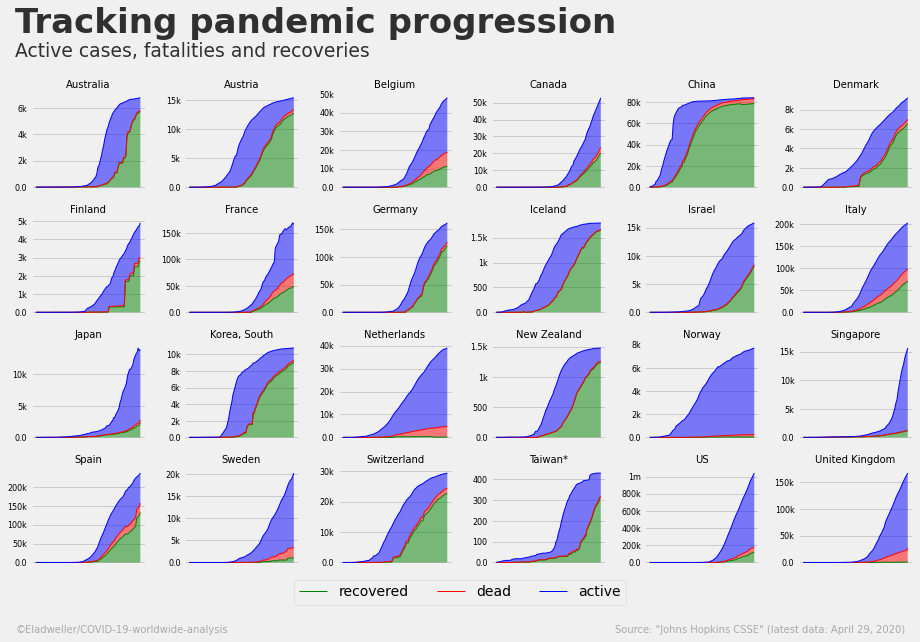 Tracking pandemic progression
Active cases, fatalities and recoveries
Australia Austria Belgium Canada China Denmark
6k 4k 2k 0.0
15k 10k 5k 0.0
50k 40k 30k 20k 10k 0.0
50k 40k 30k 20k 10k 0.0
80k 60k 40k 20k 0.0
8k 6k 4k 2k 0.0
Finland France Germany Iceland Israel Italy
5k 4k 3k 2k 1k 0.0
150k 100k 50k 0.0
150k 100k 50k 0.0
1.5k 1k 500 0.0
15k 10k 5k 0.0
200k 150k 100k 50k 0.0
Japan Korea, South Netherlands New Zealand Norway Singapore
10k 5k 0.0
10k 8k 6k 4k 2k 0.0
40k 30k 20k 10k 0.0
1.5k 1k 500 0.0
8k 6k 4k 2k 0.0
15k 10k 5k 0.0
Spain Sweden Switzerland Taiwan* US United Kingdom
200k 150k 100k 50k 0.0
20k 15k 10k 5k 0.0
30k 20k 10k 0.0
400 300 200 100 0.0
1m 800k 600k 400k 200k 0.0
150k 100k 50k 0.0
recovered dead active
©Eladweller/COVID-19-worldwide-analysis
Source: "Johns Hopkins CSSE" (latest data: April 29, 2020)